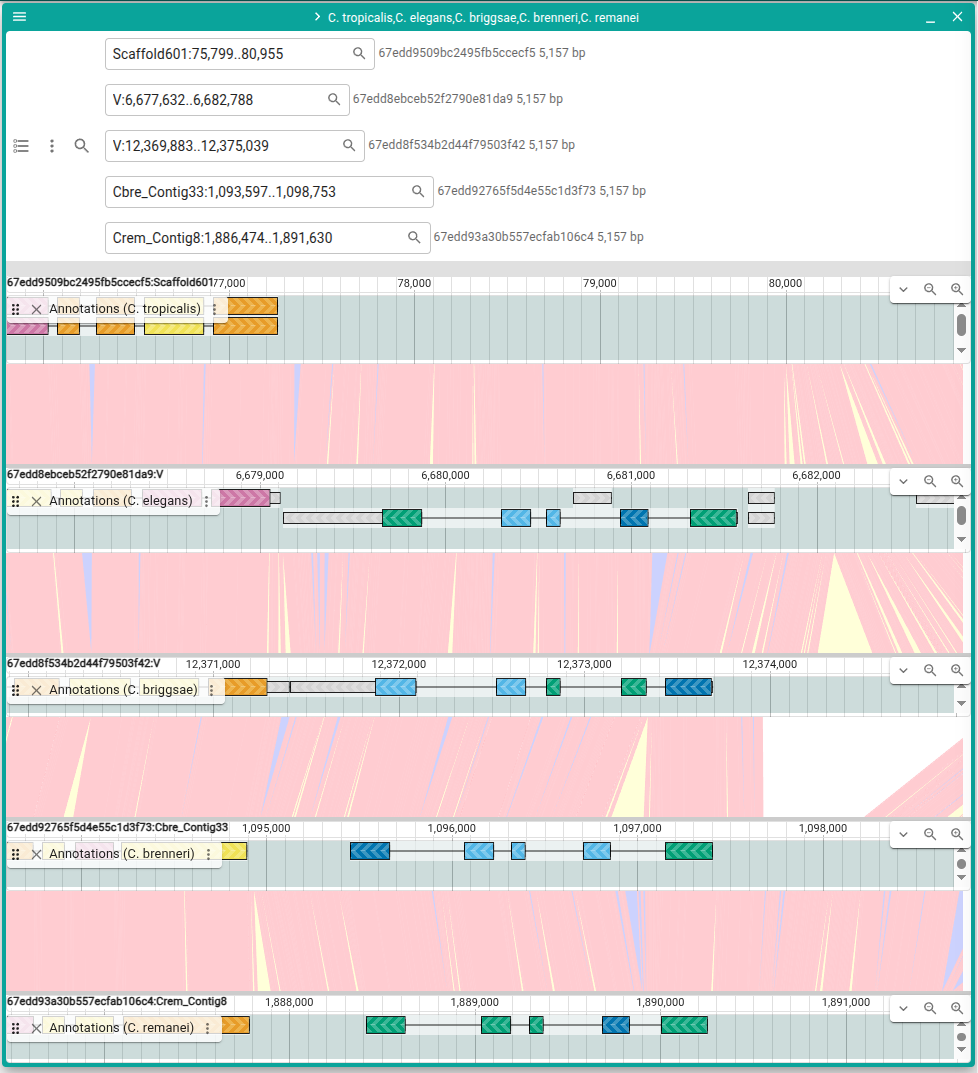 C. tropicalis,C. elegans,C. briggsae,C. brenneri,C. remanei
Scaffold601:75,799..80,955 67edd9509bc2495fb5ccecf5 5,157 bp
V:6,677,632..6,682,788 67edd8ebceb52f2790e81da9 5,157 bp
V:12,369,883..12,375,039 67edd8f534b2d44f79503f42 5,157 bp
Cbre_Contig33:1,093,597..1,098,753 67edd92765f5d4e55c1d3f73 5,157 bp
Crem_Contig8:1,886,474..1,891,630 67edd93a30b557ecfab106c4 5,157 bp
67edd9509bc2495fb5ccecf5:Scaffold601 77,000 78,000 79,000 80,000
Annotations (C. tropicalis)
67edd8ebceb52f2790e81da9:V 6,679,000 6,680,000 6,681,000 6,682,000
Annotations (C. elegans)
67edd8f534b2d44f79503f42:V 12,371,000 12,372,000 12,373,000 12,374,000
Annotations (C. briggsae)
67edd92765f5d4e55c1d3f73:Cbre_Contig33 1,095,000 1,096,000 1,097,000 1,098,000
Annotations (C. brenneri)
67edd93a30b557ecfab106c4:Crem_Contig8 1,888,000 1,889,000 1,890,000 1,891,000
Annotations (C. remanei)